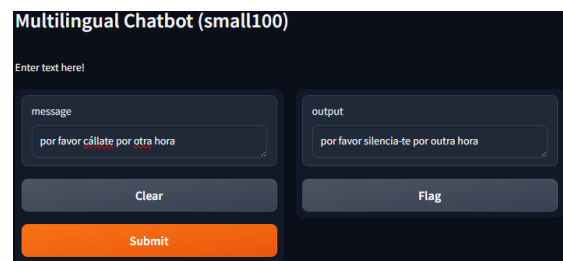 Multilingual Chatbot (small100)
Enter text here!
message
por favor cállate por otra hora
Clear
Submit
output
por favor silencia-te por outra hora
Flag